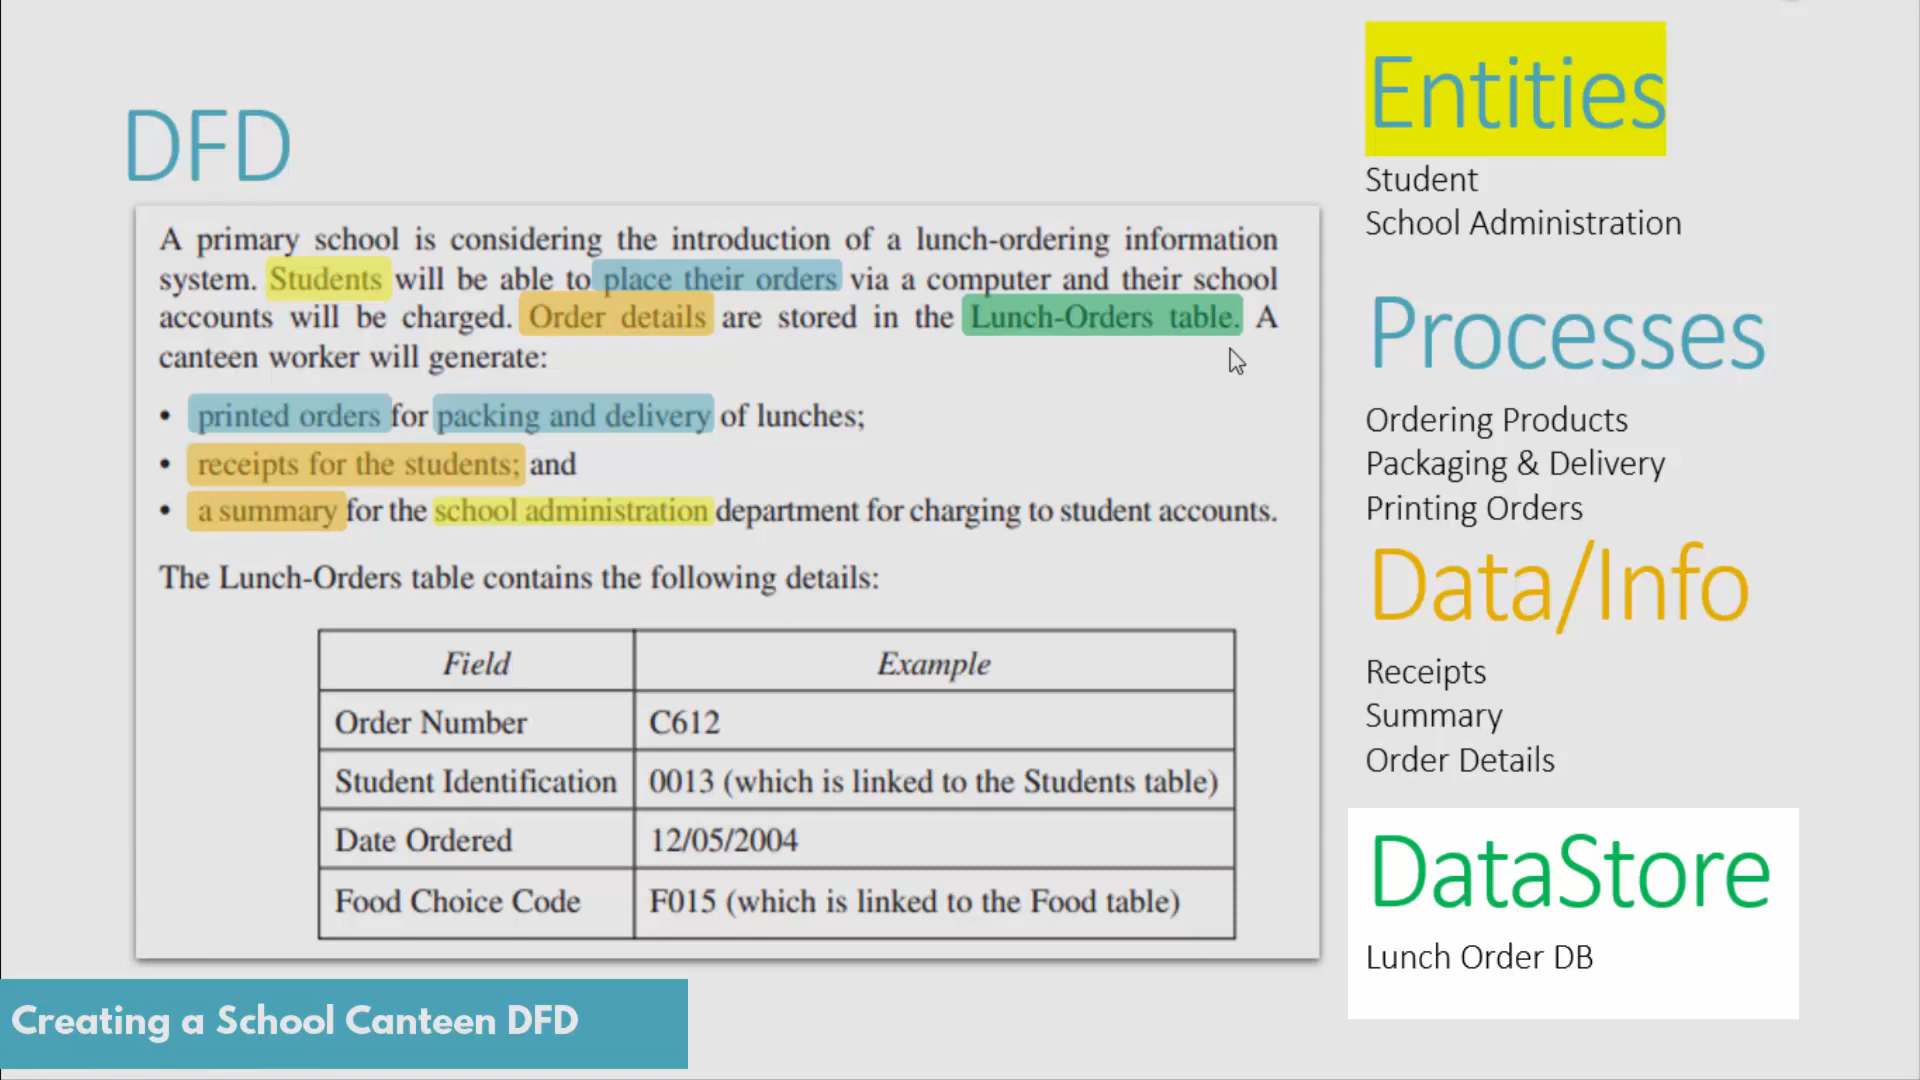 DFD
A primary school is considering the introduction of a lunch-ordering information
system. Students will be able to place their orders via a computer and their school
accounts will be charged. Order details are stored in the Lunch-Orders table. A
canteen worker will generate:
• printed orders for packing and delivery of lunches;
• receipts for the students; and
• a summary for the school administration department for charging to student accounts.
The Lunch-Orders table contains the following details:
Field Example
Order Number C612
Student Identification 0013 (which is linked to the Students table)
Date Ordered 12/05/2004
Food Choice Code F015 (which is linked to the Food table)
Creating a School Canteen DFD
Entities
Student
School Administration
Processes
Ordering Products
Packaging & Delivery
Printing Orders
Data/Info
Receipts
Summary
Order Details
DataStore
Lunch Order DB